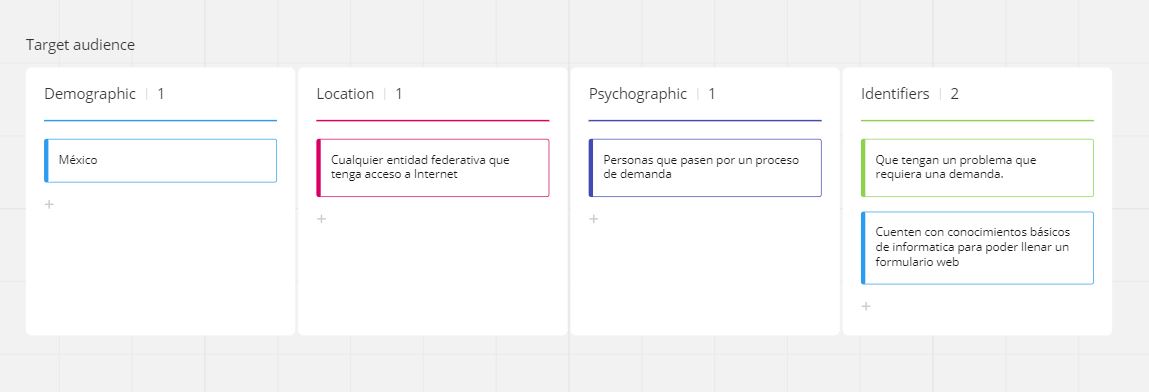 Target audience
Demographic | 1
México
+
Location | 1
Cualquier entidad federativa que
tenga acceso a Internet
+
Psychographic | 1
Personas que pasen por un proceso
de demanda
+
Identifiers | 2
Que tengan un problema que
requiera una demanda.
Cuenten con conocimientos básicos
de informatica para poder llenar un
formulario web
+